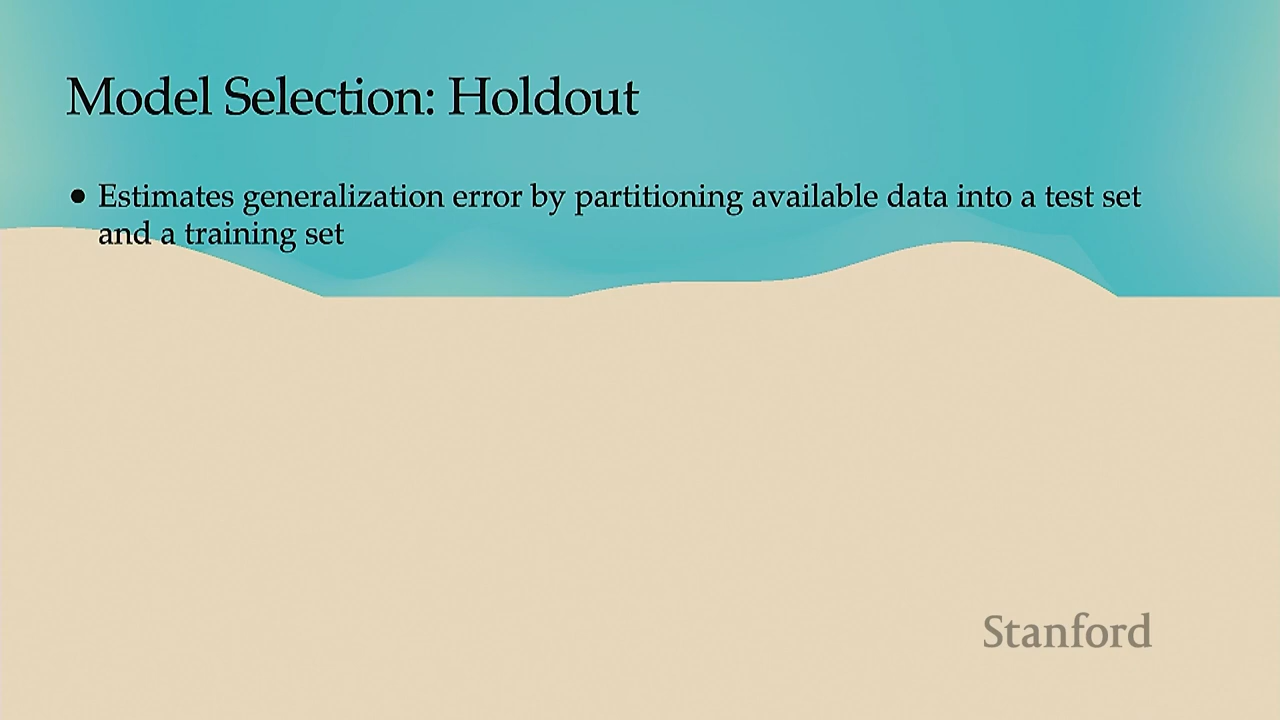 Model Selection: Holdout
● Estimates generalization error by partitioning available data into a test set
and a training set
Stanford